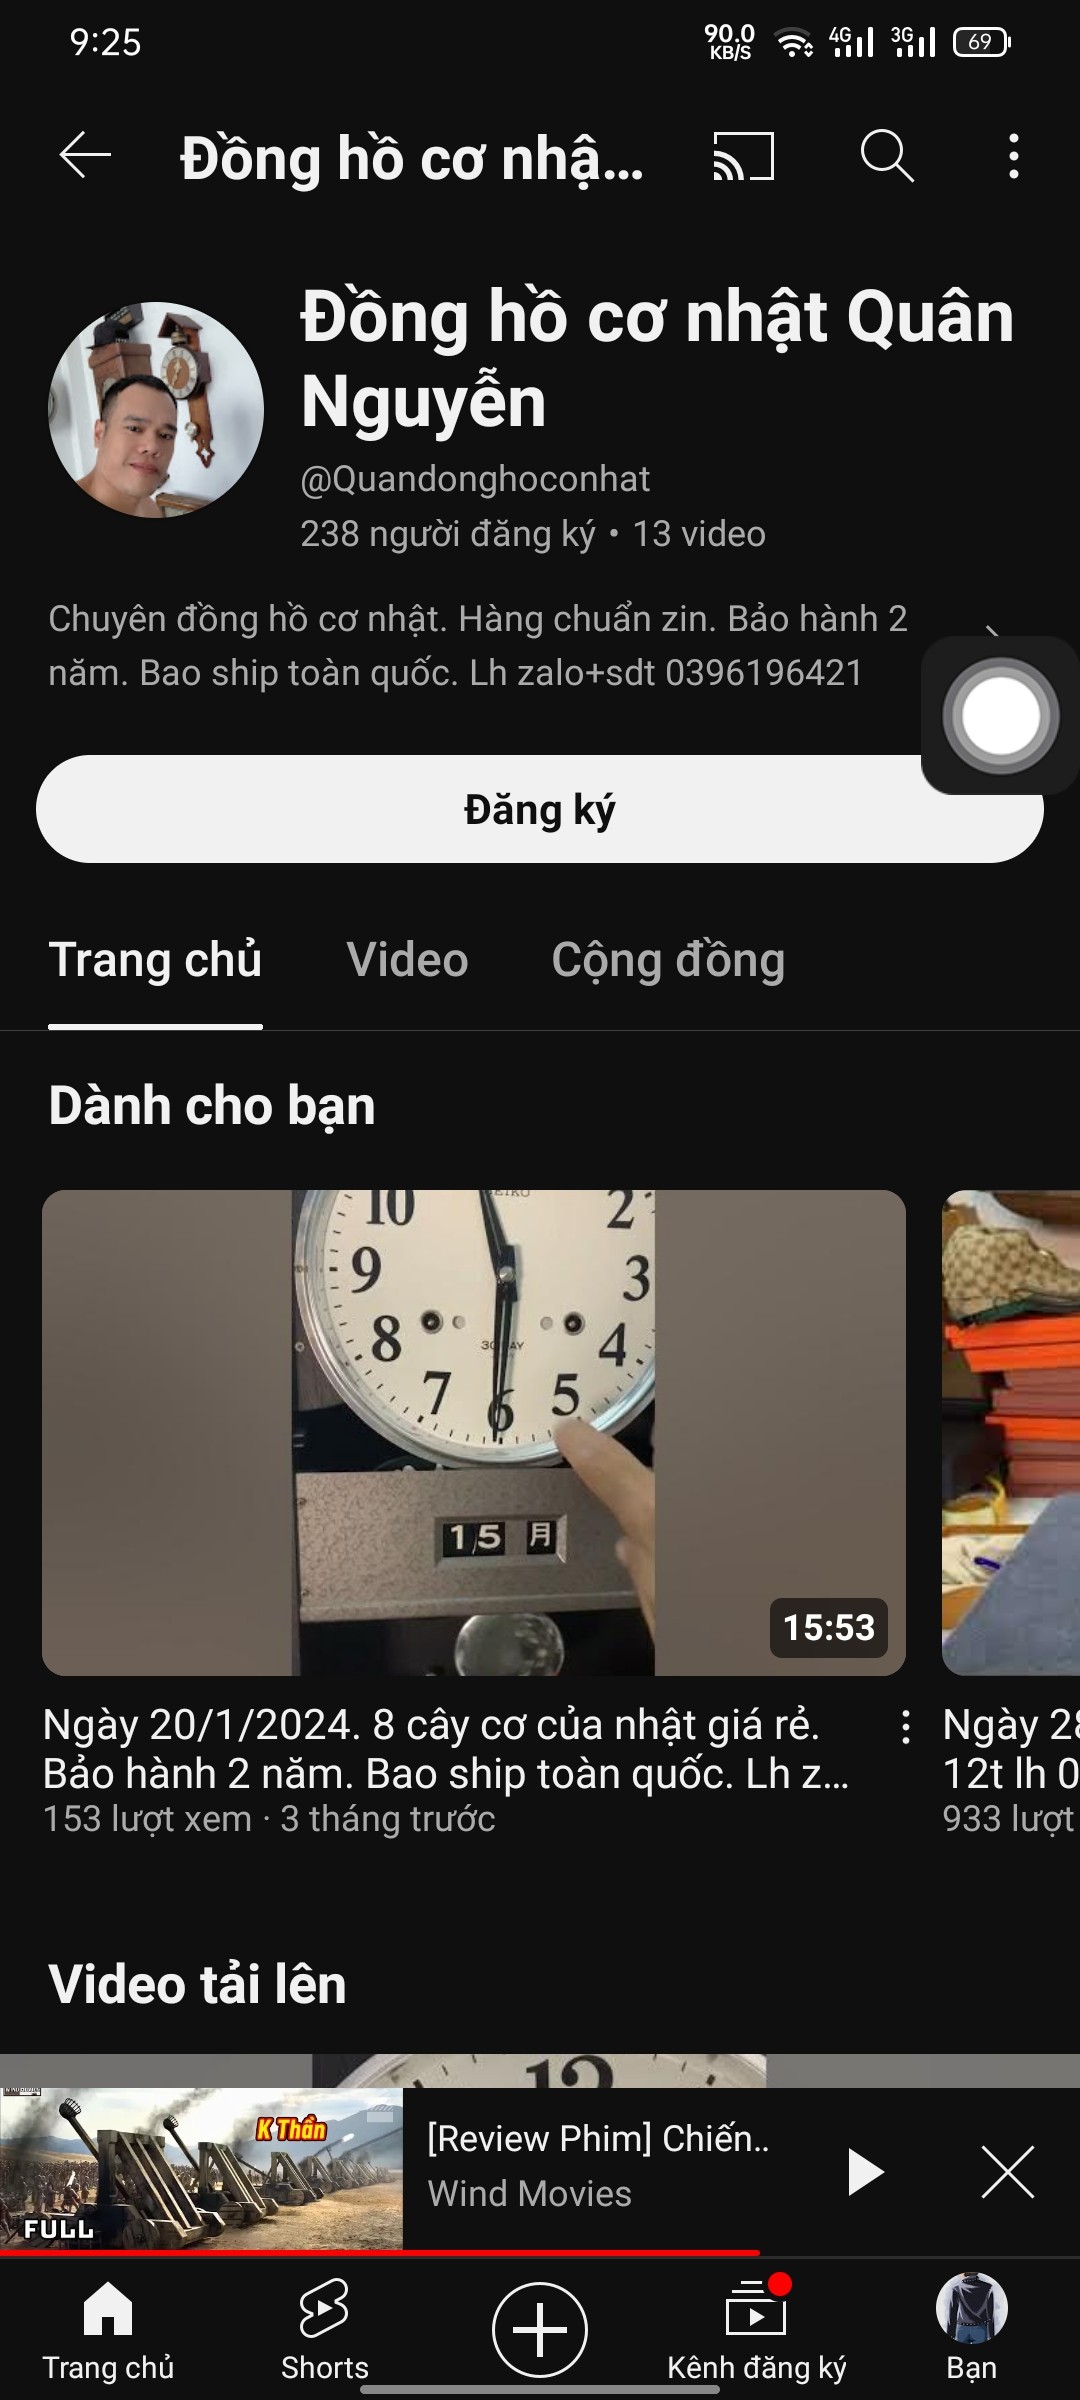 9:25
90.0
KB/S
4G
3G
69
Đồng hồ cơ nhậ...
Đồng hồ cơ nhật Quân
Nguyễn
@Quandonghoconhat
238 người đăng ký • 13 video
Chuyên đồng hồ cơ nhật. Hàng chuẩn zin. Bảo hành 2
năm. Bao ship toàn quốc. Lh zalo+sdt 0396196421
Đăng ký
Trang chủ
Video
Cộng đồng
Dành cho bạn
10
2
9
3
8
4
7
5
6
15 月
15:53
Ngày 20/1/2024. 8 cây cơ của nhật giá rẻ.
Bảo hành 2 năm. Bao ship toàn quốc. Lh z...
153 lượt xem · 3 tháng trước
Ngày 28
12t lh 0
933 lượt
Video tải lên
12
K Thần
FULL
[Review Phim] Chiến..
Wind Movies
Trang chủ
Shorts
Kênh đăng ký
Bạn